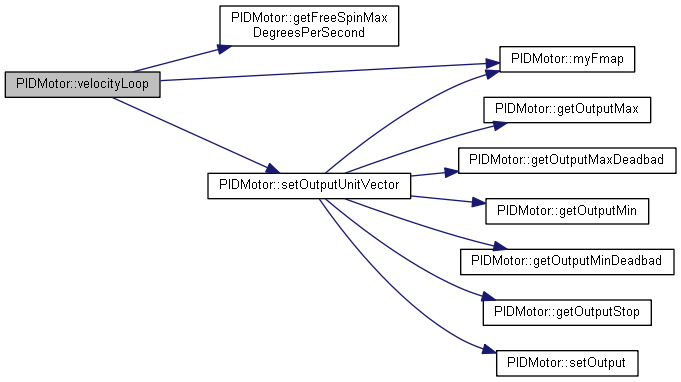 PIDMotor::velocityLoop
PIDMotor::getFreeSpinMax
DegreesPerSecond
PIDMotor::setOutputUnitVector
PIDMotor::myFmap
PIDMotor::getOutputMax
PIDMotor::getOutputMaxDeadbad
PIDMotor::getOutputMin
PIDMotor::getOutputMinDeadbad
PIDMotor::getOutputStop
PIDMotor::setOutput